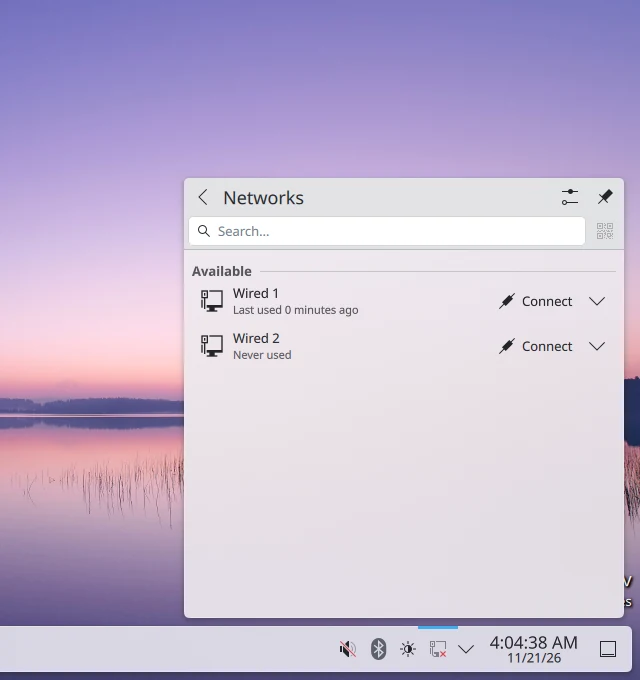 Networks
Search...
Available
Wired 1
Last used 0 minutes ago
Connect
Wired 2
Never used
Connect
4:04:38 AM
11/21/26